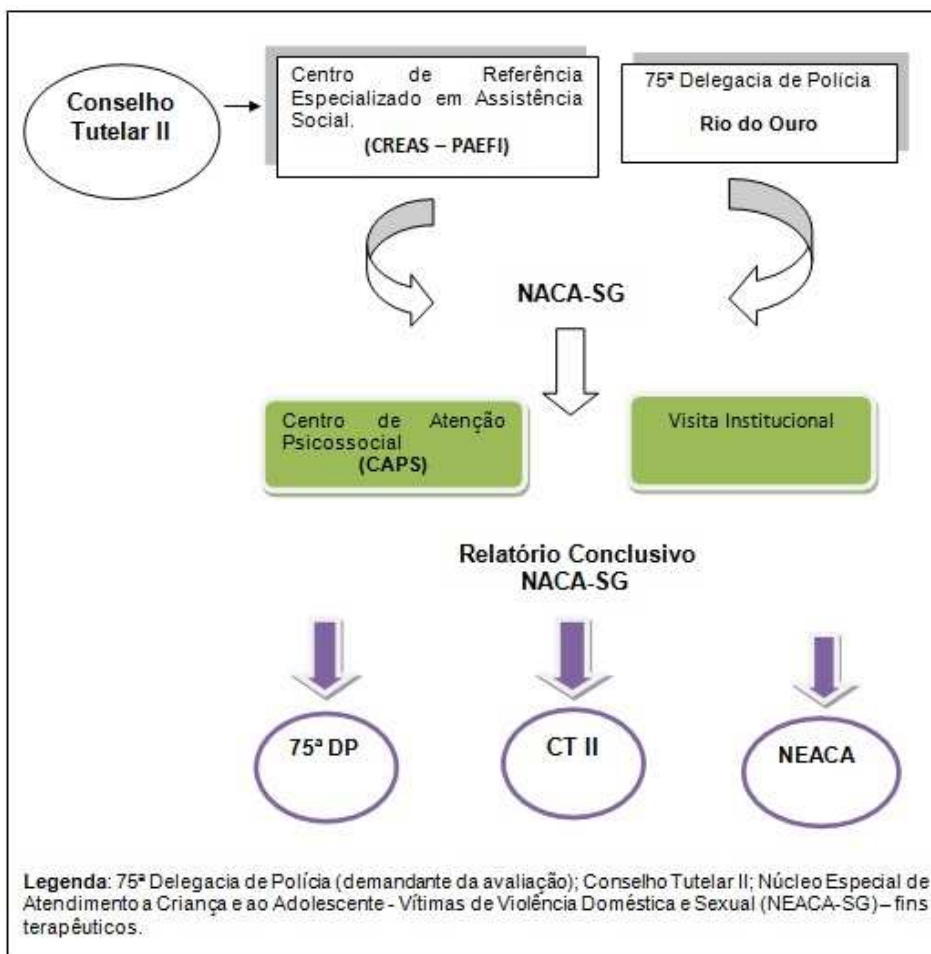 Conselho
Tutelar II
Centro de Referência
Especializado em Assistência
Social.
(CREAS – PAEFI)
75ª Delegacia de Polícia
Rio do Ouro
NACA-SG
Centro de Atenção
Psicossocial
(CAPS)
Visita Institucional
Relatório Conclusivo
NACA-SG
75ª DP
CT II
NEACA
Legenda: 75ª Delegacia de Polícia (demandante da avaliação); Conselho Tutelar II; Núcleo Especial de
Atendimento a Criança e ao Adolescente - Vítimas de Violência Doméstica e Sexual (NEACA-SG) – fins
terapêuticos.